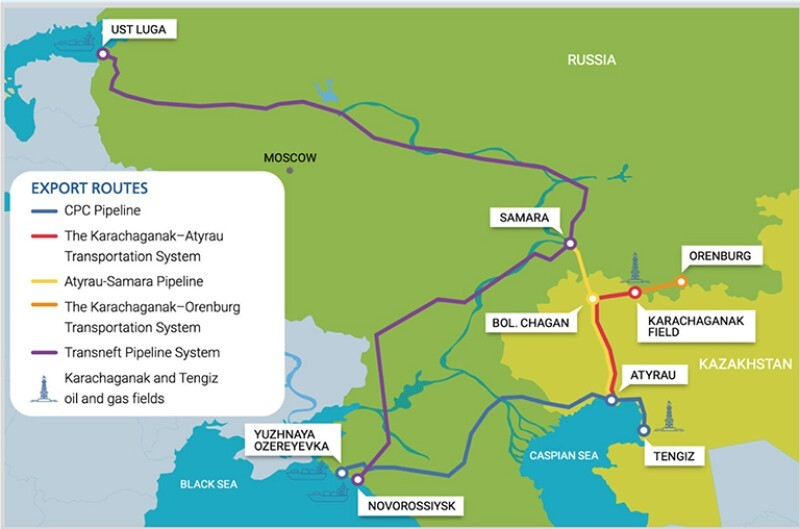 UST LUGA
RUSSIA
MOSCOW
EXPORT ROUTES
CPC Pipeline
The Karachaganak–Atyrau
Transportation System
Atyrau-Samara Pipeline
The Karachaganak–Orenburg
Transportation System
Transneft Pipeline System
Karachaganak and Tengiz
oil and gas fields
SAMARA
ORENBURG
BOL. CHAGAN
KARACHAGANAK
FIELD
KAZAKHSTAN
ATYRAU
YUZHNAYA
OZEREYEVKA
CASPIAN SEA
TENGIZ
BLACK SEA
NOVOROSSIYSK